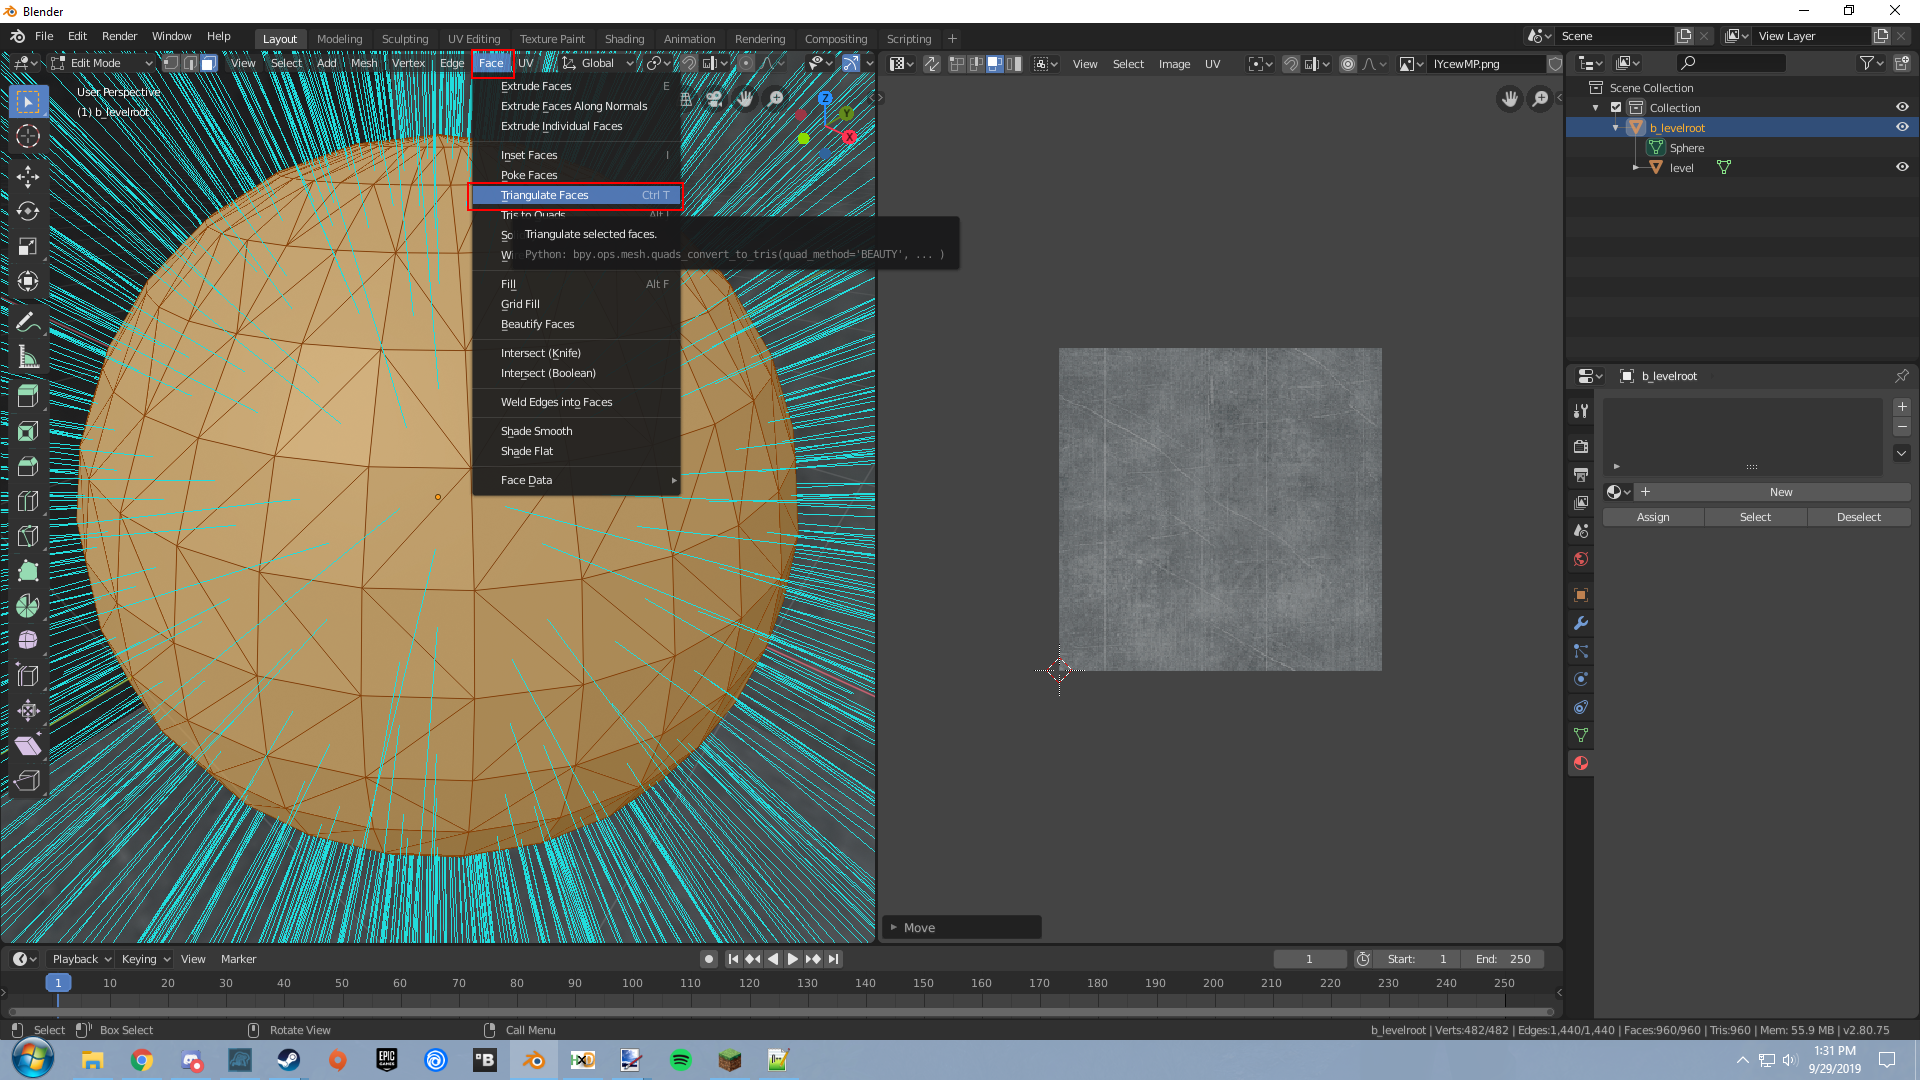 Blender
File Edit Render Window Help
Layout Modeling Sculpting UV Editing Texture Paint Shading Animation Rendering Compositing Scripting
Scene
View Layer
Edit Mode
View Select Add Mesh Vertex Edge Face UV
Global
View Select Image UV
lYcewMP.png
User Perspective
(1) b_levelroot
Z
Y
X
Extrude Faces E
Extrude Faces Along Normals
Extrude Individual Faces
Inset Faces I
Poke Faces
Triangulate Faces Ctrl T
Tris to Quads Alt J
So
Wi
Triangulate selected faces.
Python: bpy.ops.mesh.quads_convert_to_tris(quad_method='BEAUTY', ... )
Fill Alt F
Grid Fill
Beautify Faces
Intersect (Knife)
Intersect (Boolean)
Weld Edges into Faces
Shade Smooth
Shade Flat
Face Data
Move
Scene Collection
Collection
b_levelroot
Sphere
level
b_levelroot
New
Assign Select Deselect
Playback Keying View Marker
1
Start: 1
End: 250
1 10 20 30 40 50 60 70 80 90 100 110 120 130 140 150 160 170 180 190 200 210 220 230 240 250
Select Box Select Rotate View Call Menu
b_levelroot | Verts:482/482 | Edges:1,440/1,440 | Faces:960/960 | Tris:960 | Mem: 55.9 MB | v2.80.75
EPIC
GAMES
B
1:31 PM
9/29/2019